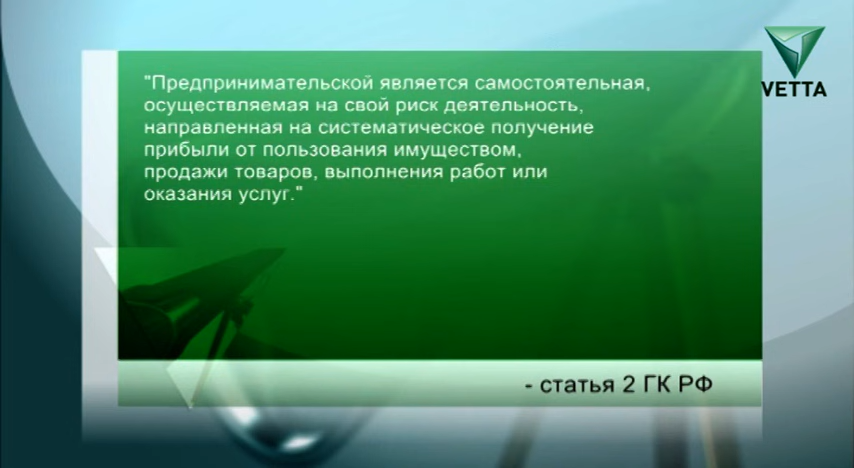 VETTA
"Предпринимательской является самостоятельная,
осуществляемая на свой риск деятельность,
направленная на систематическое получение
прибыли от пользования имуществом,
продажи товаров, выполнения работ или
оказания услуг."
- статья 2 ГК РФ